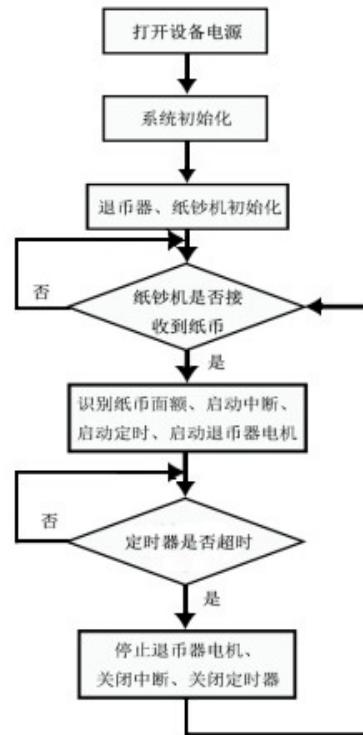 打开设备电源
系统初始化
退币器、纸钞机初始化
纸钞机是否接
收到纸币
否
是
识别纸币面额、启动中断、
启动定时、启动退币器电机
定时器是否超时
否
是
停止退币器电机、
关闭中断、关闭定时器